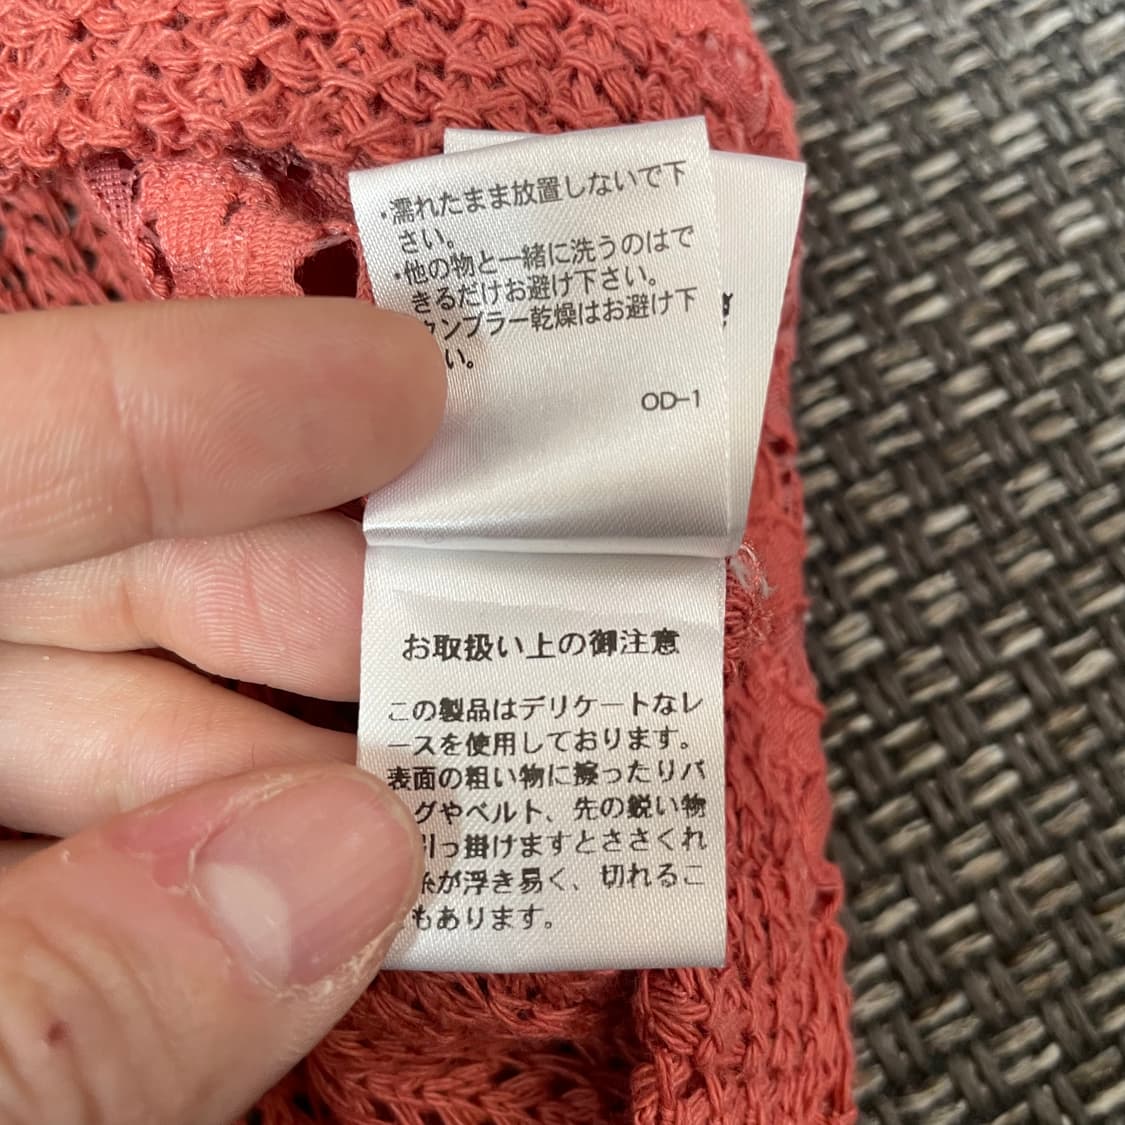 ・濡れたまま放置しないで下
さい。
・他の物と一緒に洗うのはで
きるだけお避け下さい。
ンブラー乾燥はお避け下
い。
OD-1
お取扱い上の御注意
この製品はデリケートなレ
ースを使用しております。
表面の粗い物に擦ったりバ
グやベルト、先の鋭い物
引っ掛けますとささくれ
糸が浮き易く、切れるこ
もあります。